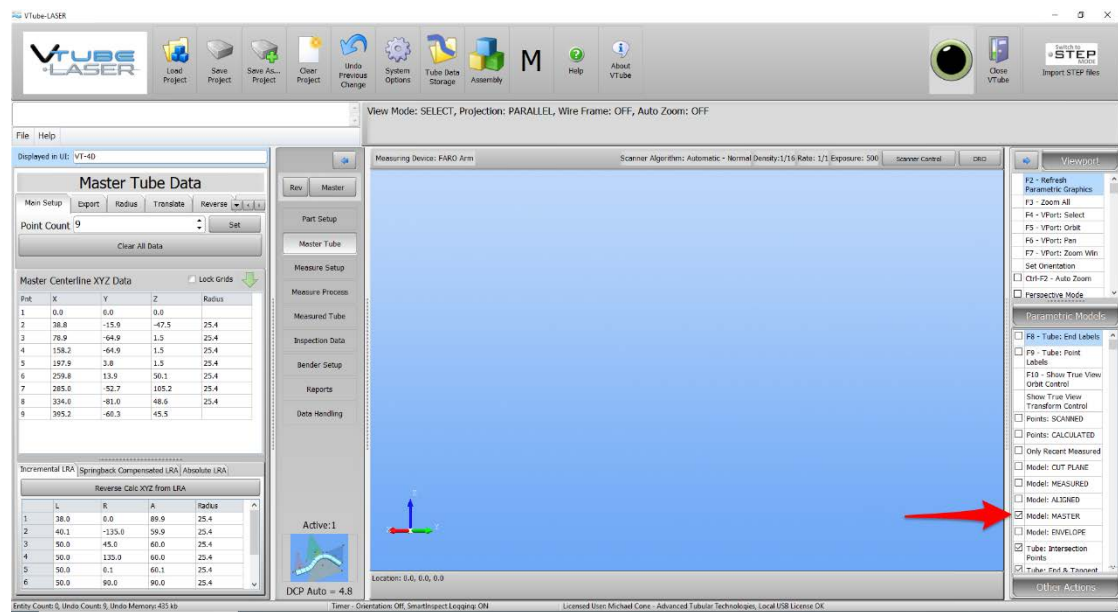 VTube-LASER
VTUBE
LASER
Load
Project
Save
Project
Save As...
Project
Clear
Project
Undo
Previous
Change
System
Options
Tube Data
Storage
Assembly
M
Help
About
VTube
Close
VTube
Switch to
STEP
MODE
Import STEP files
View Mode: SELECT, Projection: PARALLEL, Wire Frame: OFF, Auto Zoom: OFF
File Help
Displayed in UI: VT-4D
Master Tube Data
Main Setup Export Radius Translate Reverse
Point Count 9 Set
Clear All Data
Master Centerline XYZ Data Lock Grids
Pnt X Y Z Radius
1 0.0 0.0 0.0
2 38.8 -15.9 -47.5 25.4
3 78.9 -64.9 1.5 25.4
4 158.2 -64.9 1.5 25.4
5 197.9 3.8 1.5 25.4
6 259.8 13.9 50.1 25.4
7 285.0 -52.7 105.2 25.4
8 334.0 -81.0 48.6 25.4
9 395.2 -60.3 45.5
Incremental LRA Springback Compensated LRA Absolute LRA
Reverse Calc XYZ from LRA
L R A Radius
1 38.0 0.0 89.9 25.4
2 40.1 -135.0 59.9 25.4
3 50.0 45.0 60.0 25.4
4 50.0 135.0 60.0 25.4
5 50.0 0.1 60.1 25.4
6 50.0 90.0 90.0 25.4
Rev Master
Part Setup
Master Tube
Measure Setup
Measure Process
Measured Tube
Inspection Data
Bender Setup
Reports
Data Handling
Active:1
DCP Auto = 4.8
Measuring Device: FARO Arm Scanner Algorithm: Automatic - Normal Density:1/16 Rate: 1/1 Exposure: 500 Scanner Control DRO
Location: 0.0, 0.0, 0.0
Viewport
F2 - Refresh
Parametric Graphics
F3 - Zoom All
F4 - VPort: Select
F5 - VPort: Orbit
F6 - VPort: Pan
F7 - VPort: Zoom Win
Set Orientation
Ctrl-F2 - Auto Zoom
Perspective Mode
Parametric Models
F8 - Tube: End Labels
F9 - Tube: Point
Labels
F10 - Show True View
Orbit Control
Show True View
Transform Control
Points: SCANNED
Points: CALCULATED
Only Recent Measured
Model: CUT PLANE
Model: MEASURED
Model: ALIGNED
Model: MASTER
Model: ENVELOPE
Tube: Intersection
Points
Tube: End & Tangent
Other Actions
Entity Count: 0, Undo Count: 9, Undo Memory: 435 kb Timer - Orientation: Off, SmartInspect Logging: ON Licensed User: Michael Cone - Advanced Tubular Technologies, Local USB License OK